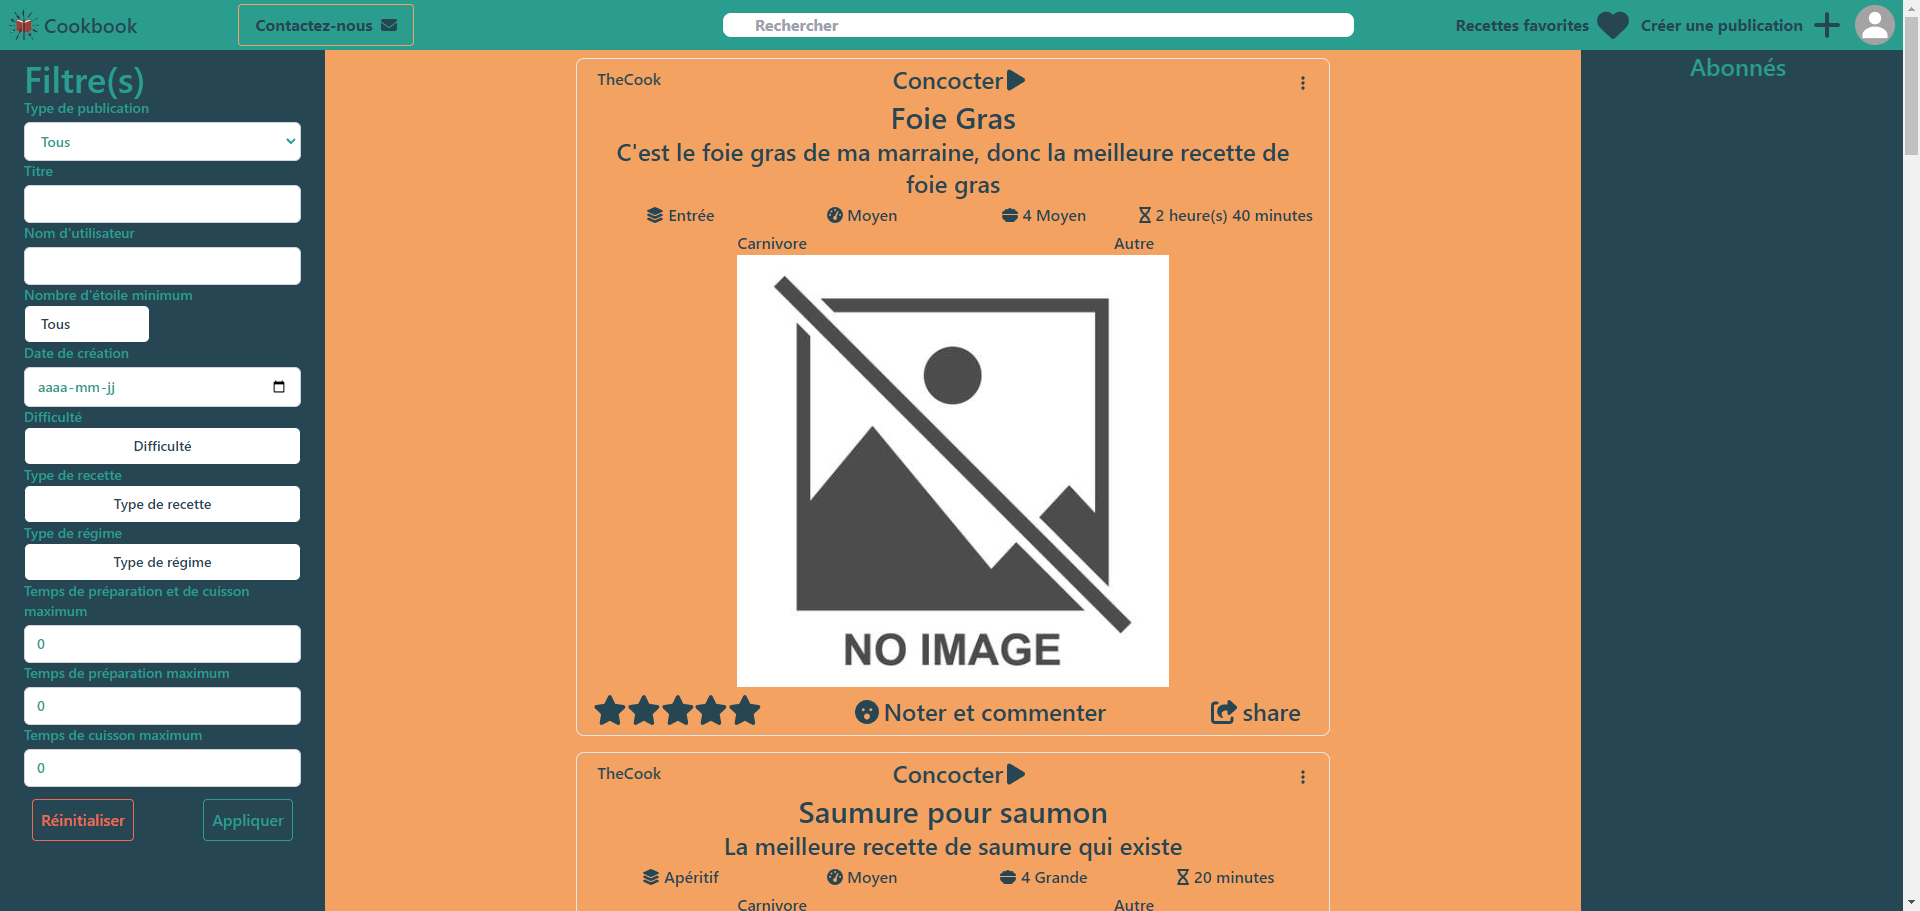 Cookbook
Contactez-nous
Rechercher
Recettes favorites
Créer une publication
Filtre(s)
Type de publication
Tous
Titre
Nom d'utilisateur
Nombre d'étoile minimum
Tous
Date de création
aaaa-mm-jj
Difficulté
Difficulté
Type de recette
Type de recette
Type de régime
Type de régime
Temps de préparation et de cuisson
maximum
0
Temps de préparation maximum
0
Temps de cuisson maximum
0
Réinitialiser
Appliquer
TheCook
Concocter
Foie Gras
C'est le foie gras de ma marraine, donc la meilleure recette de
foie gras
Entrée
Moyen
4 Moyen
2 heure(s) 40 minutes
Carnivore
Autre
NO IMAGE
Noter et commenter
share
TheCook
Concocter
Saumure pour saumon
La meilleure recette de saumure qui existe
Apéritif
Moyen
4 Grande
20 minutes
Carnivore
Autre
Abonnés